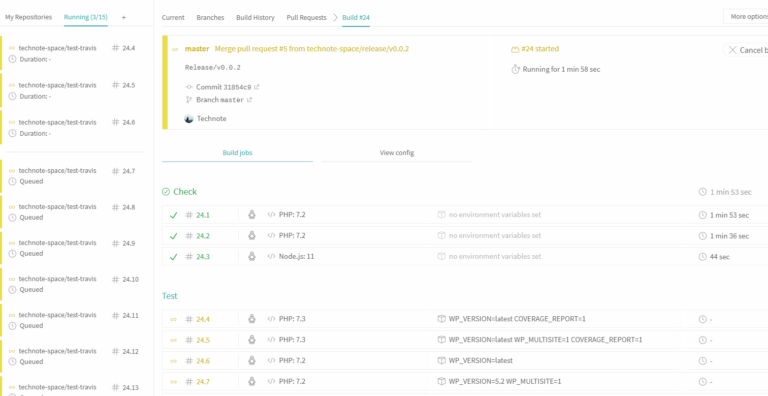 My Repositories Running (3/15) +
technote-space/test-travis # 24.4
Duration: -
technote-space/test-travis # 24.5
Duration: -
technote-space/test-travis # 24.6
Duration: -
technote-space/test-travis # 24.7
Queued
technote-space/test-travis # 24.8
Queued
technote-space/test-travis # 24.9
Queued
technote-space/test-travis # 24.10
Queued
technote-space/test-travis # 24.11
Queued
technote-space/test-travis # 24.12
Queued
technote-space/test-travis # 24.13
Current Branches Build History Pull Requests > Build #24
More options
master Merge pull request #5 from technote-space/release/v0.0.2
Release/v0.0.2
Commit 31854c9
Branch master
Technote
#24 started
Running for 1 min 58 sec
Cancel b
Build jobs View config
Check 1 min 53 sec
# 24.1 </> PHP: 7.2 no environment variables set 1 min 53 sec
# 24.2 </> PHP: 7.2 no environment variables set 1 min 36 sec
# 24.3 </> Node.js: 11 no environment variables set 44 sec
Test
# 24.4 </> PHP: 7.3 WP_VERSION=latest COVERAGE_REPORT=1 -
# 24.5 </> PHP: 7.3 WP_VERSION=latest WP_MULTISITE=1 COVERAGE_REPORT=1 -
# 24.6 </> PHP: 7.2 WP_VERSION=latest -
# 24.7 </> PHP: 7.2 WP_VERSION=5.2 WP_MULTISITE=1 -